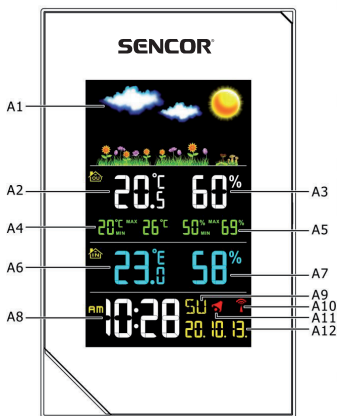 SENCOR®
A1
A2 OUT 20.5°C 60% A3
A4 20°C MIN MAX 26°C 50% MIN MAX 69% A5
A6 IN 23.0°C 58% A7
A9
A8 AM 10:28 SU A10
A11
20.10.13. A12